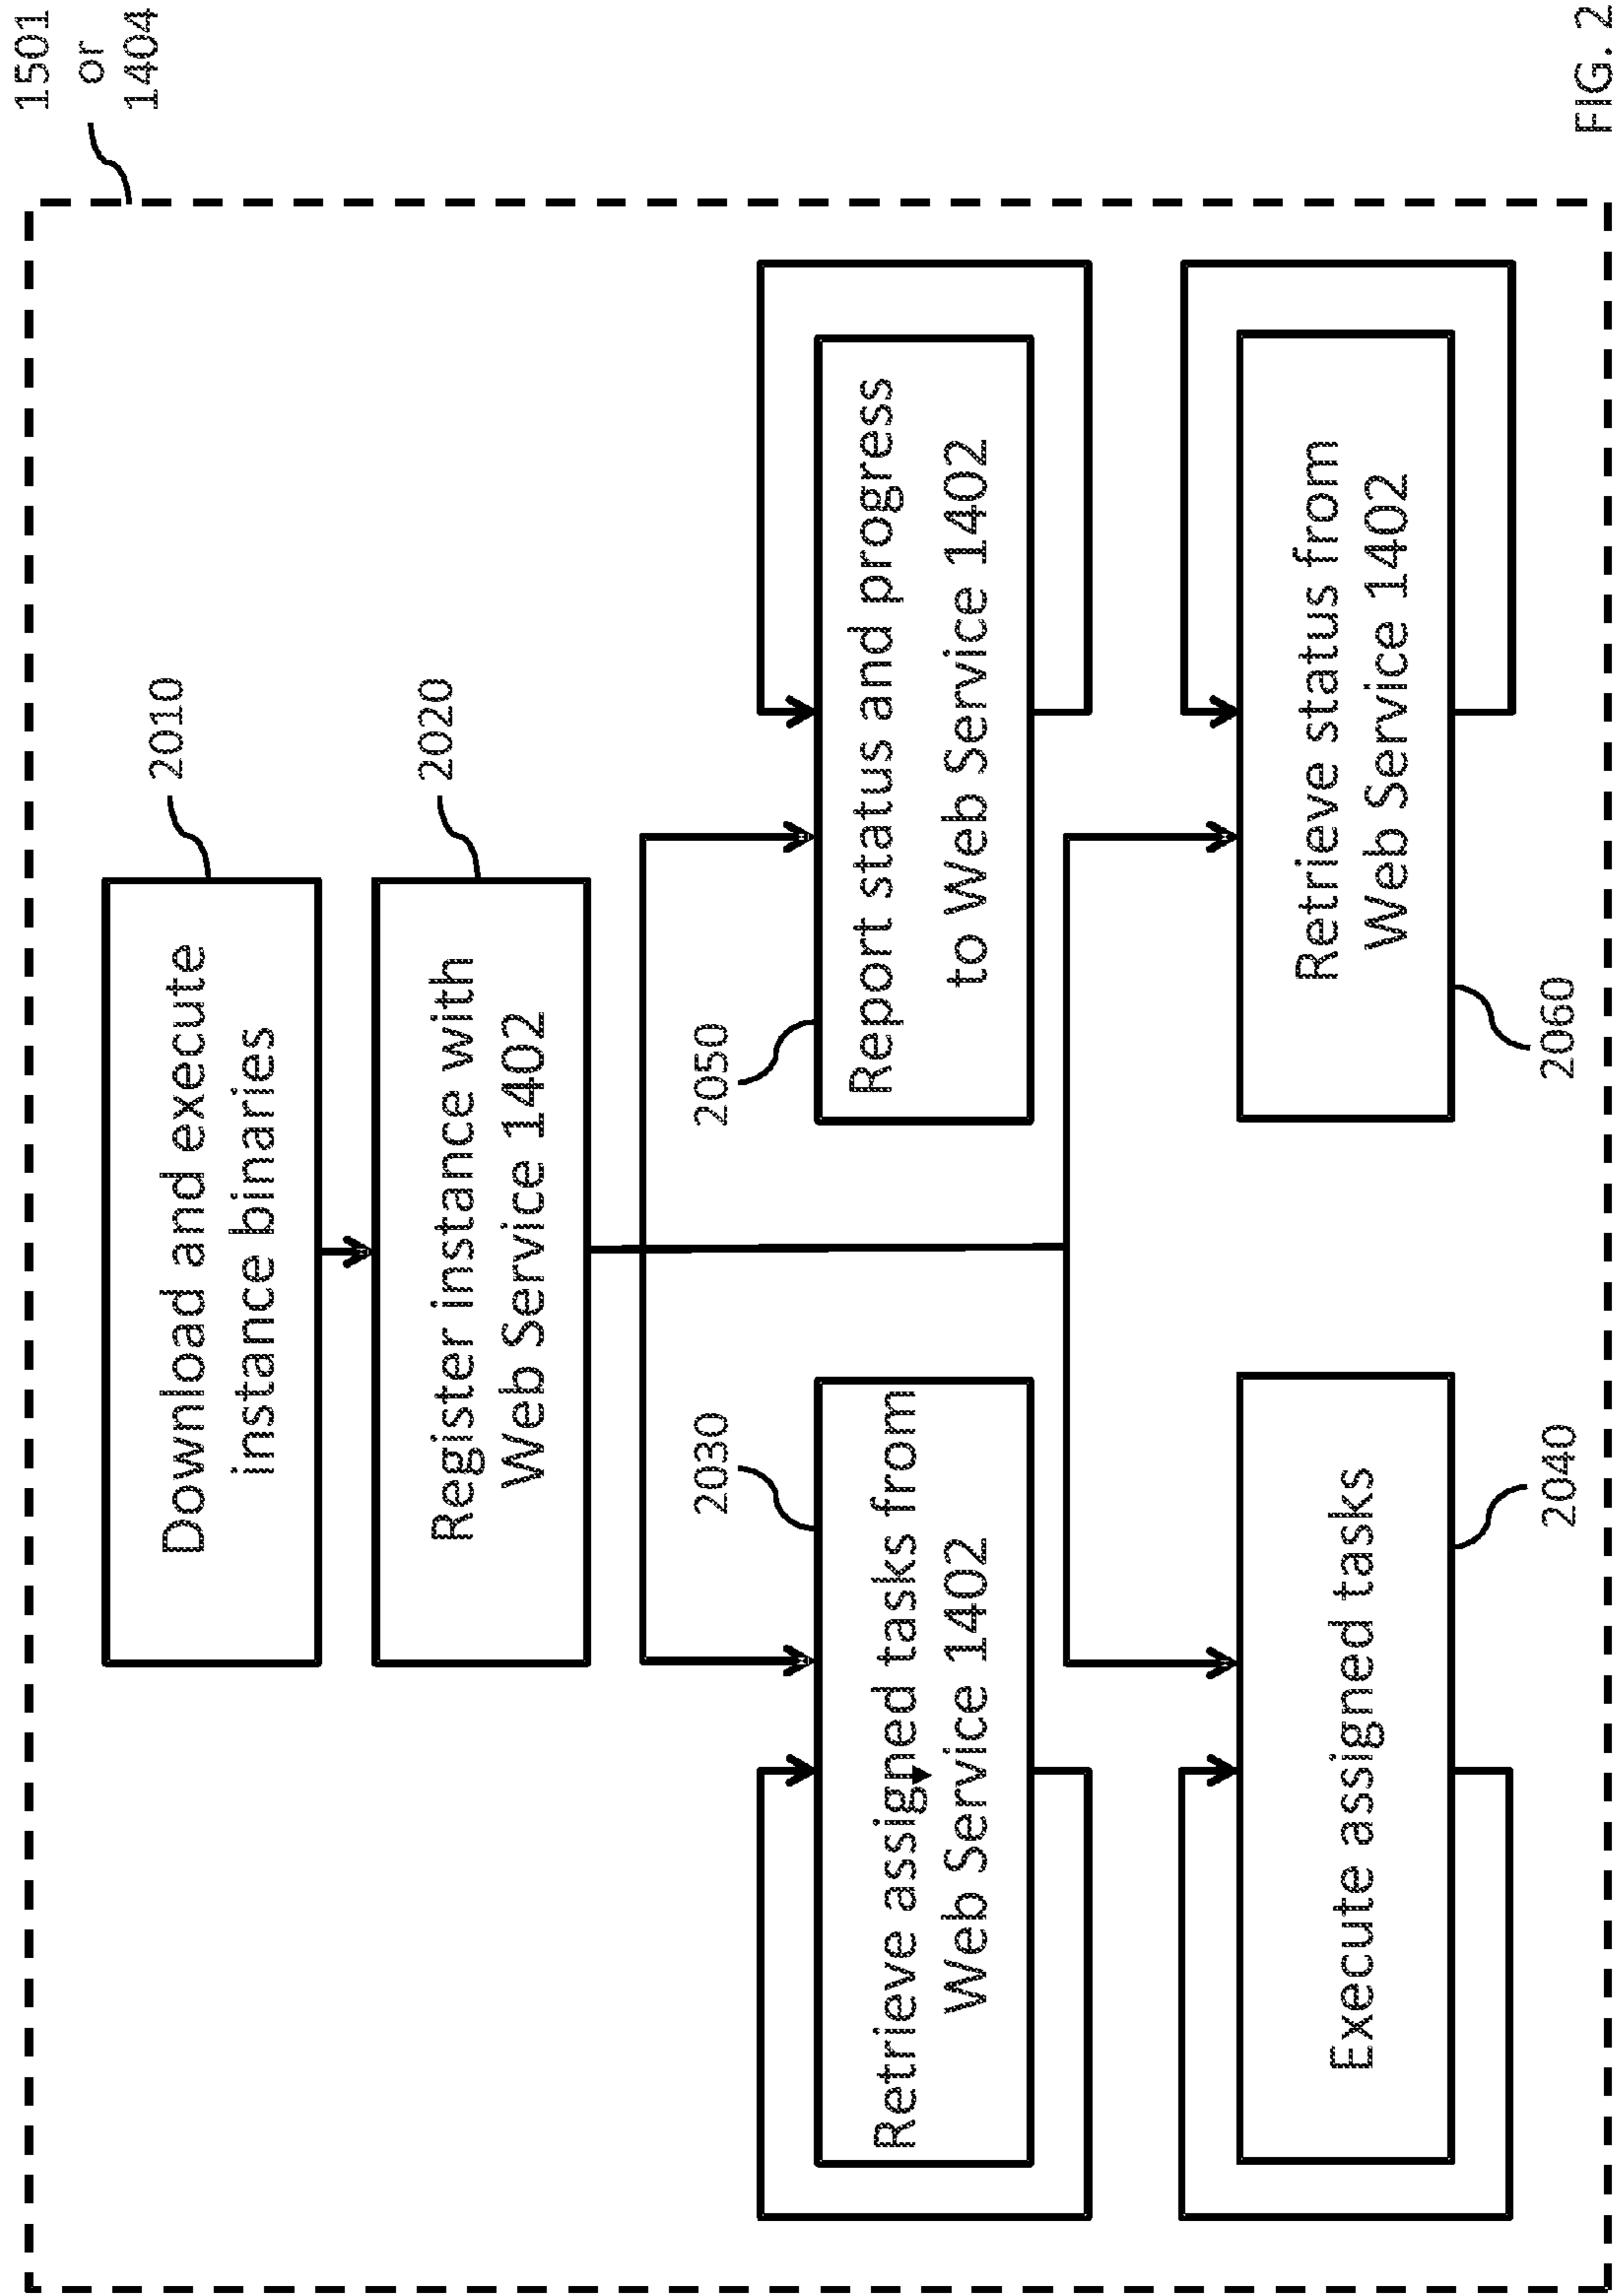 1501
or
1404
Download and execute
instance binaries
2010
Register instance with
Web Service 1402
2020
2030
Retrieve assigned tasks from
Web Service 1402
2050
Report status and progress
to Web Service 1402
Execute assigned tasks
2040
Retrieve status from
Web Service 1402
2060
FIG. 2